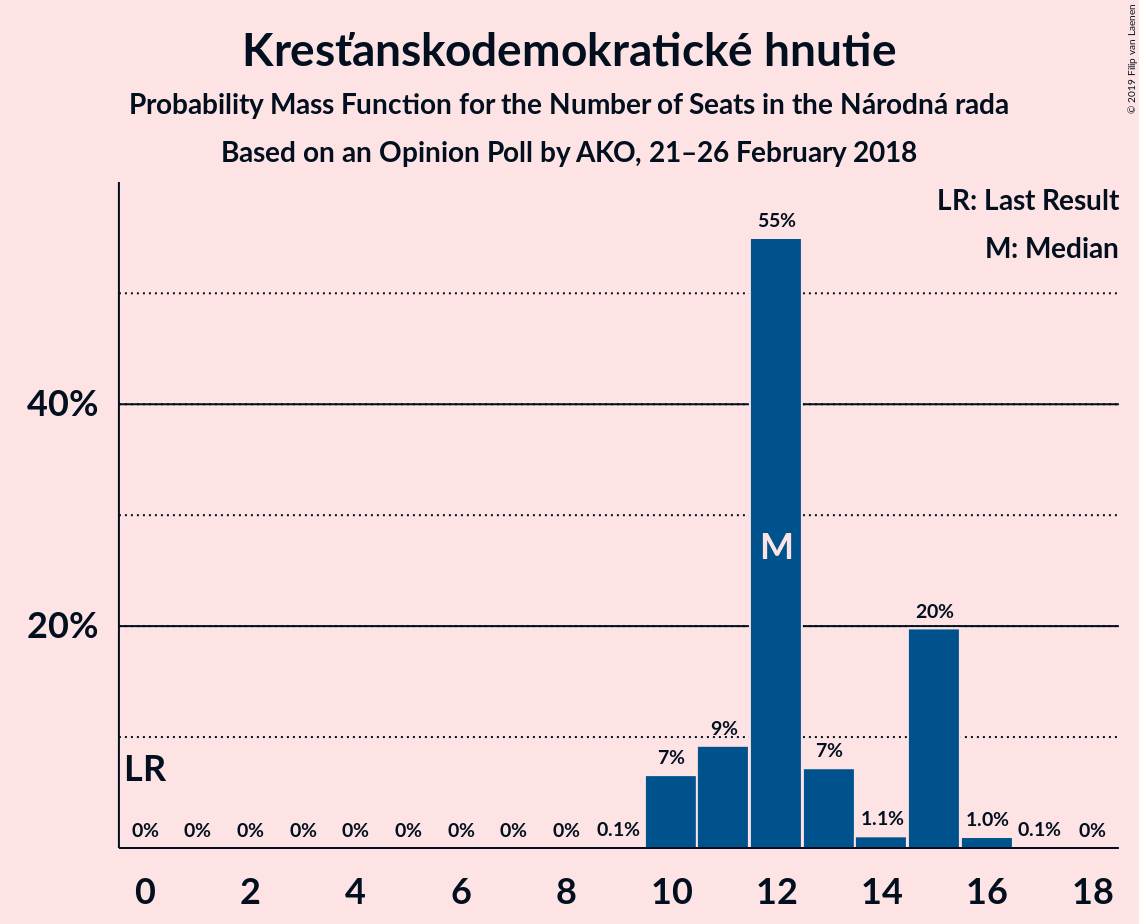 Kresťanskodemokratické hnutie
Probability Mass Function for the Number of Seats in the Národná rada
Based on an Opinion Poll by AKO, 21–26 February 2018
© 2019 Filip van Laenen
LR: Last Result
M: Median
55%
40%
M
20%
20%
9%
7%
7%
LR
1.1%
1.0%
0% 0% 0% 0% 0% 0% 0% 0% 0% 0.1% 0.1% 0%
0 2 4 6 8 10 12 14 16 18